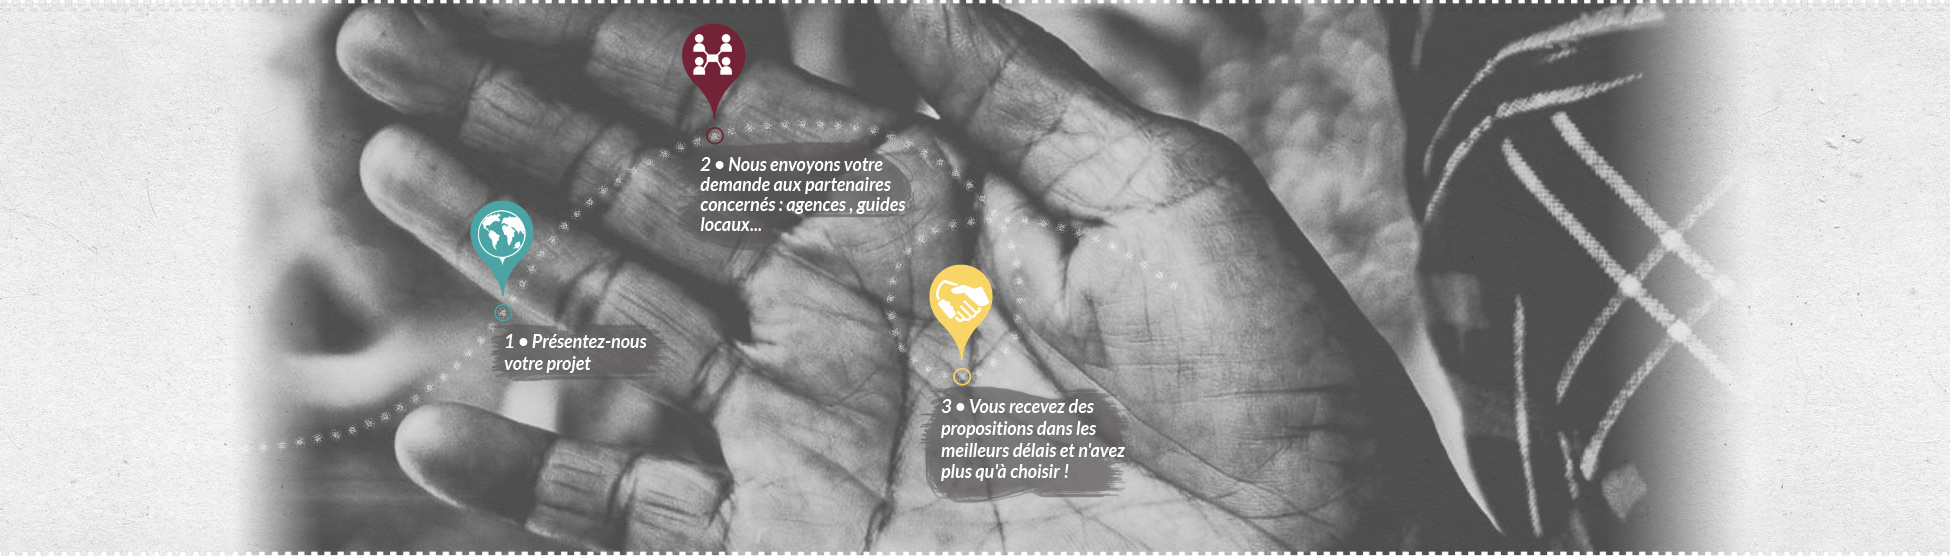 1 • Présentez-nous
votre projet
2 • Nous envoyons votre
demande aux partenaires
concernés : agences , guides
locaux...
3 • Vous recevez des
propositions dans les
meilleurs délais et n'avez
plus qu'à choisir !